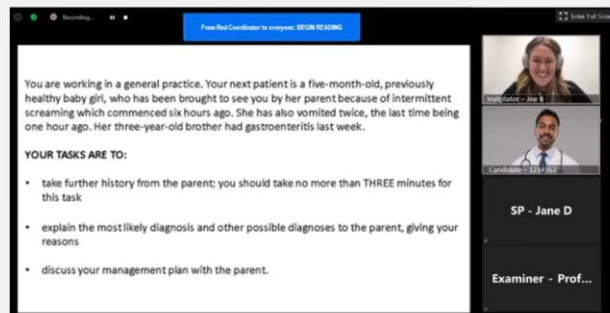 Recording...
From Red Coordinator to everyone: BEGIN READING
Enter Full Scre
You are working in a general practice. Your next patient is a five-month-old, previously
healthy baby girl, who has been brought to see you by her parent because of intermittent
screaming which commenced six hours ago. She has also vomited twice, the last time being
one hour ago. Her three-year-old brother had gastroenteritis last week.
YOUR TASKS ARE TO:
• take further history from the parent; you should take no more than THREE minutes for
this task
• explain the most likely diagnosis and other possible diagnoses to the parent, giving your
reasons
• discuss your management plan with the parent.
Invigilator - Joe B
Candidate - 1234567
SP - Jane D
Examiner - Prof...